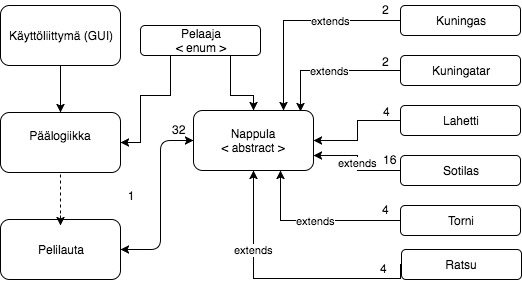 Käyttöliittymä (GUI)
Pelaaja
< enum >
2
extends
Kuningas
2
extends
Kuningatar
Päälogiikka
32
Nappula
< abstract >
4
Lahetti
extends
16
Sotilas
1
4
extends
Torni
Pelilauta
extends
4
Ratsu